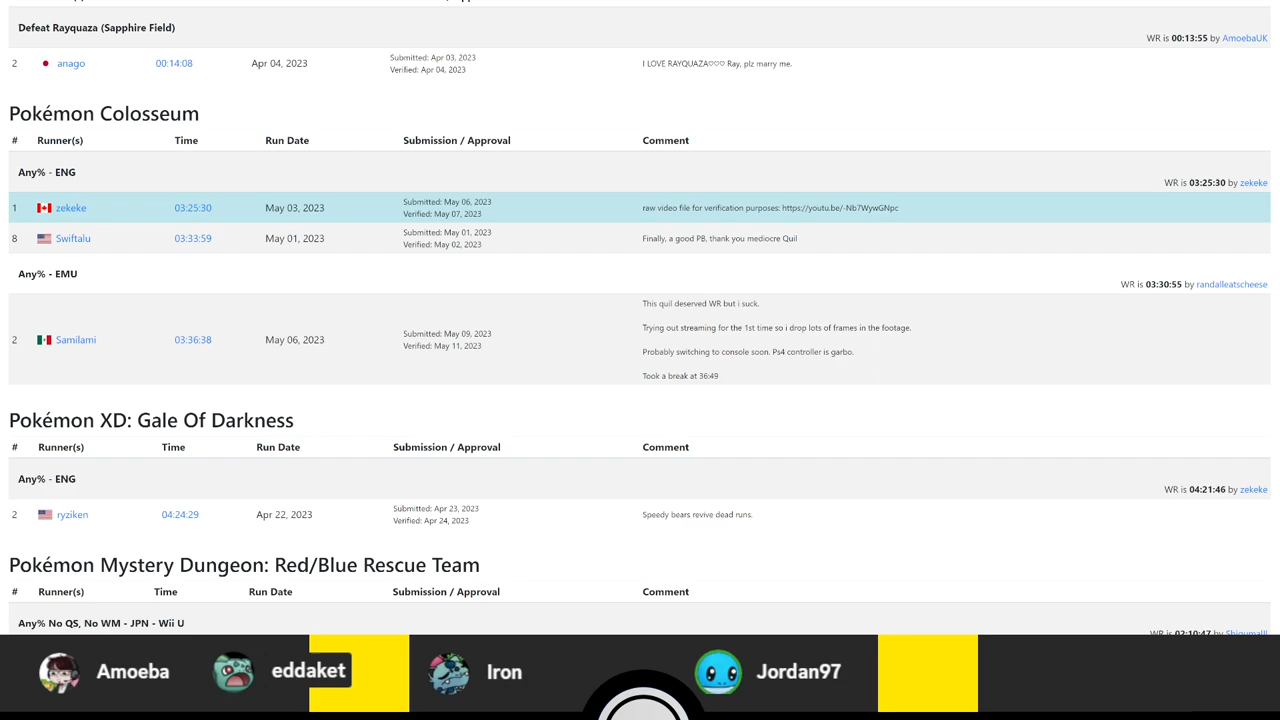 Defeat Rayquaza (Sapphire Field)
WR is 00:13:55 by AmoebaUK
2 anago 00:14:08 Apr 04, 2023 Submitted: Apr 03, 2023 I LOVE RAYQUAZA♡♡♡ Ray, plz marry me.
Verified: Apr 04, 2023
Pokémon Colosseum
# Runner(s) Time Run Date Submission / Approval Comment
Any% - ENG
WR is 03:25:30 by zekeke
1 zekeke 03:25:30 May 03, 2023 Submitted: May 06, 2023 raw video file for verification purposes: https://youtu.be/-Nb7WywGNpc
Verified: May 07, 2023
8 Swiftalu 03:33:59 May 01, 2023 Submitted: May 01, 2023 Finally, a good PB, thank you mediocre Quil
Verified: May 02, 2023
Any% - EMU
WR is 03:30:55 by randalleatscheese
2 Samilami 03:36:38 May 06, 2023 Submitted: May 09, 2023
Verified: May 11, 2023
This quil deserved WR but i suck.
Trying out streaming for the 1st time so i drop lots of frames in the footage.
Probably switching to console soon. Ps4 controller is garbo.
Took a break at 36:49
Pokémon XD: Gale Of Darkness
# Runner(s) Time Run Date Submission / Approval Comment
Any% - ENG
WR is 04:21:46 by zekeke
2 ryziken 04:24:29 Apr 22, 2023 Submitted: Apr 23, 2023 Speedy bears revive dead runs.
Verified: Apr 24, 2023
Pokémon Mystery Dungeon: Red/Blue Rescue Team
# Runner(s) Time Run Date Submission / Approval Comment
Any% No QS, No WM - JPN - Wii U
WR is 02:10:47 by
Amoeba eddaket Iron Jordan97